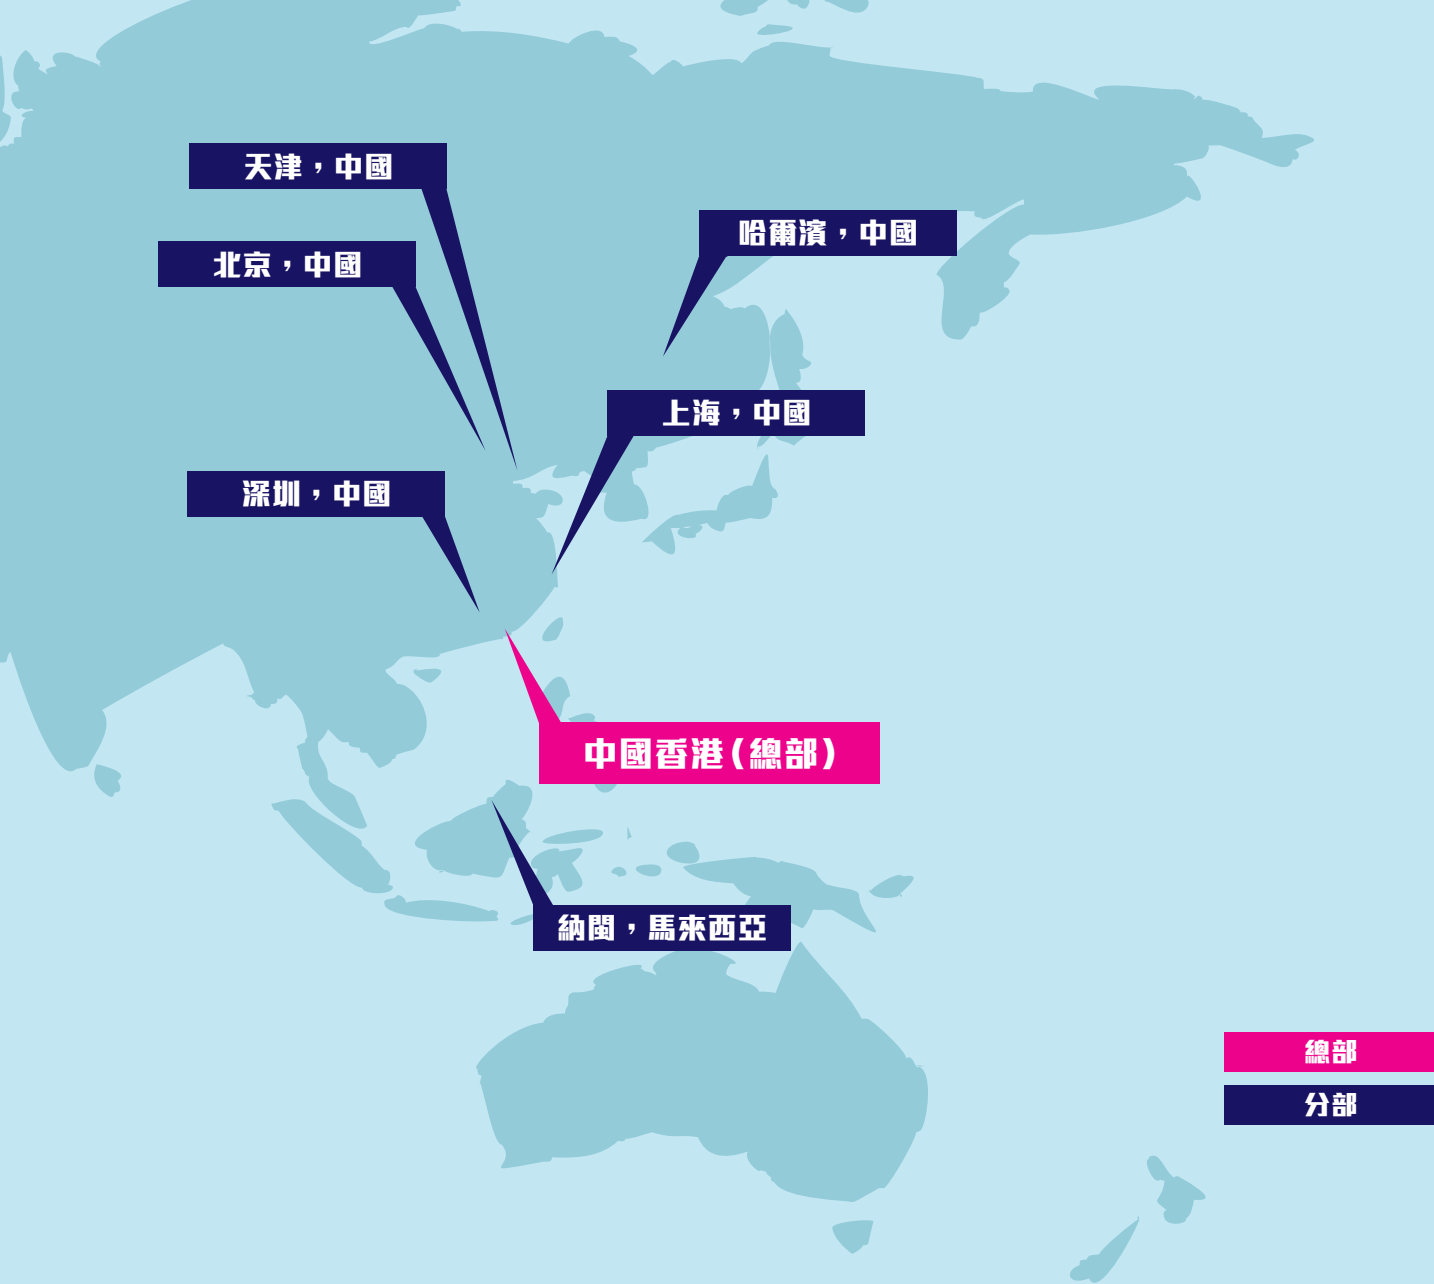 天津，中國
哈爾濱，中國
北京，中國
上海，中國
深圳，中國
中國香港(總部)
納閩，馬來西亞
總部
分部